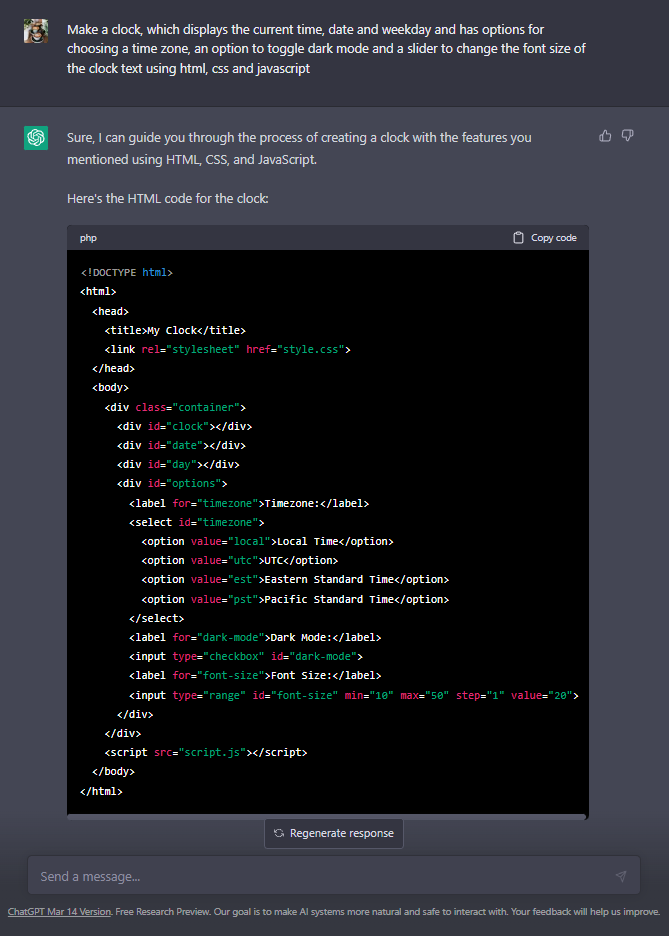 Make a clock, which displays the current time, date and weekday and has options for
choosing a time zone, an option to toggle dark mode and a slider to change the font size of
the clock text using html, css and javascript
Sure, I can guide you through the process of creating a clock with the features you
mentioned using HTML, CSS, and JavaScript.
Here's the HTML code for the clock:
php Copy code
<!DOCTYPE html>
<html>
  <head>
    <title>My Clock</title>
    <link rel="stylesheet" href="style.css">
  </head>
  <body>
    <div class="container">
      <div id="clock"></div>
      <div id="date"></div>
      <div id="day"></div>
      <div id="options">
        <label for="timezone">Timezone:</label>
        <select id="timezone">
          <option value="local">Local Time</option>
          <option value="utc">UTC</option>
          <option value="est">Eastern Standard Time</option>
          <option value="pst">Pacific Standard Time</option>
        </select>
        <label for="dark-mode">Dark Mode:</label>
        <input type="checkbox" id="dark-mode">
        <label for="font-size">Font Size:</label>
        <input type="range" id="font-size" min="10" max="50" step="1" value="20">
      </div>
    </div>
    <script src="script.js"></script>
  </body>
</html>
Regenerate response
Send a message...
ChatGPT Mar 14 Version. Free Research Preview. Our goal is to make AI systems more natural and safe to interact with. Your feedback will help us improve.